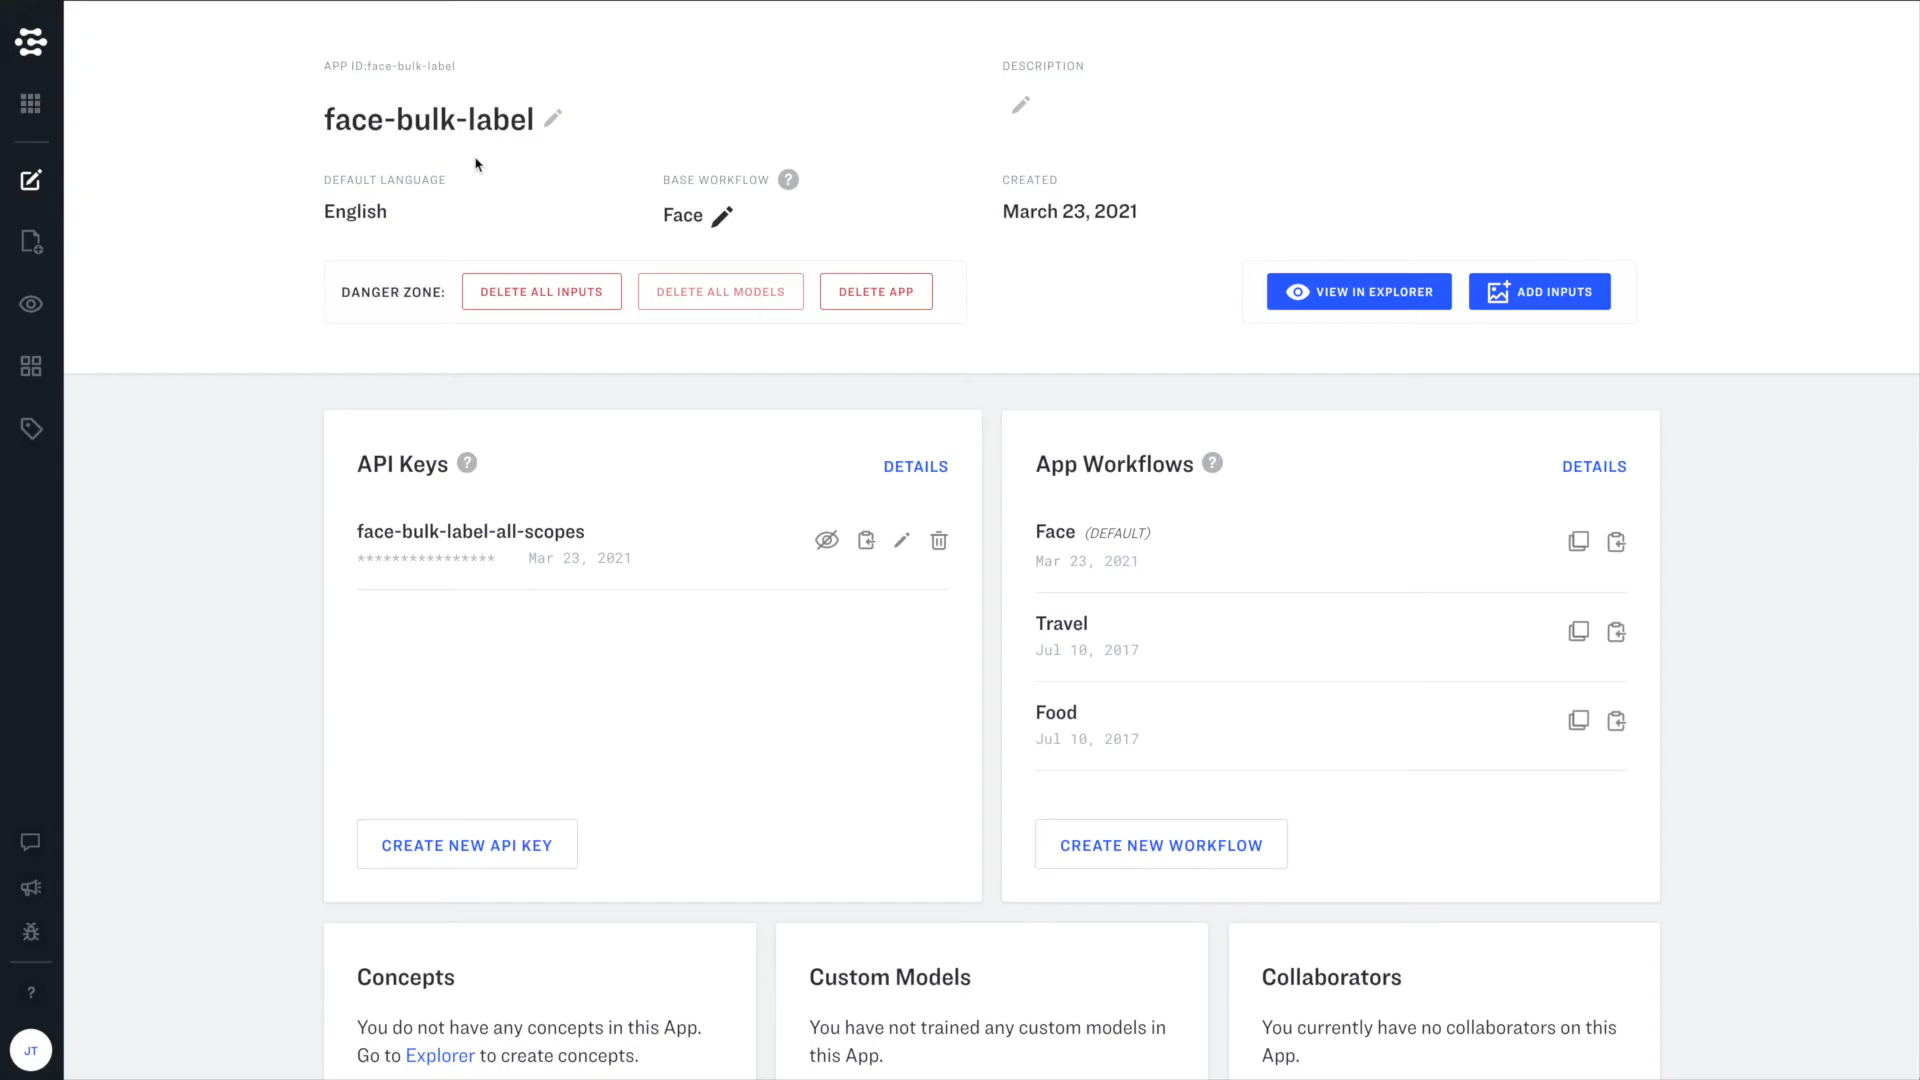 APP ID:face-bulk-label
DESCRIPTION
face-bulk-label
DEFAULT LANGUAGE
BASE WORKFLOW ?
CREATED
English
Face
March 23, 2021
DANGER ZONE:
DELETE ALL INPUTS
DELETE ALL MODELS
DELETE APP
VIEW IN EXPLORER
ADD INPUTS
API Keys ?
DETAILS
face-bulk-label-all-scopes
**************** Mar 23, 2021
CREATE NEW API KEY
App Workflows ?
DETAILS
Face (DEFAULT)
Mar 23, 2021
Travel
Jul 10, 2017
Food
Jul 10, 2017
CREATE NEW WORKFLOW
Concepts
You do not have any concepts in this App.
Go to Explorer to create concepts.
Custom Models
You have not trained any custom models in
this App.
Collaborators
You currently have no collaborators on this
App.
?
JT